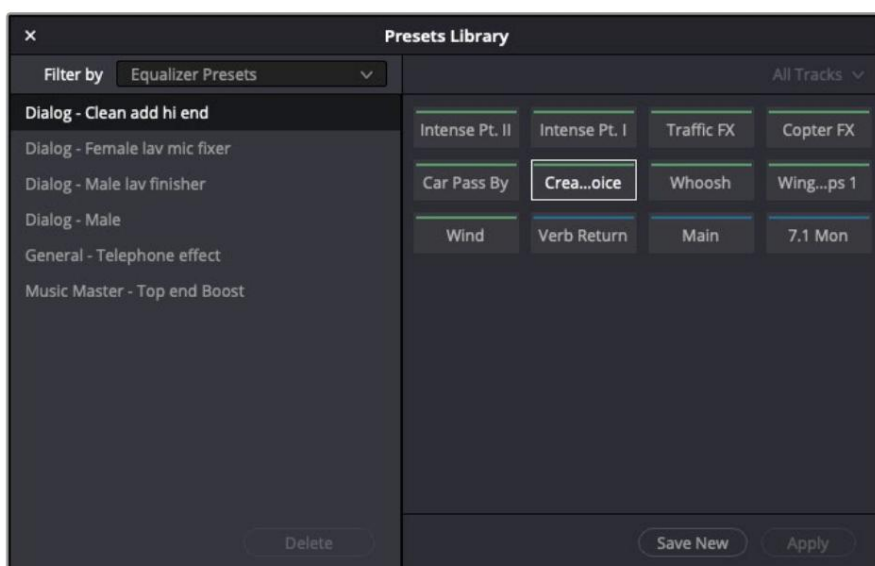 × Presets Library
Filter by Equalizer Presets
All Tracks
Dialog - Clean add hi end
Dialog - Female lav mic fixer
Dialog - Male lav finisher
Dialog - Male
General - Telephone effect
Music Master - Top end Boost
Delete
Intense Pt. II Intense Pt. I Traffic FX Copter FX
Car Pass By Crea...oice Whoosh Wing...ps 1
Wind Verb Return Main 7.1 Mon
Save New Apply